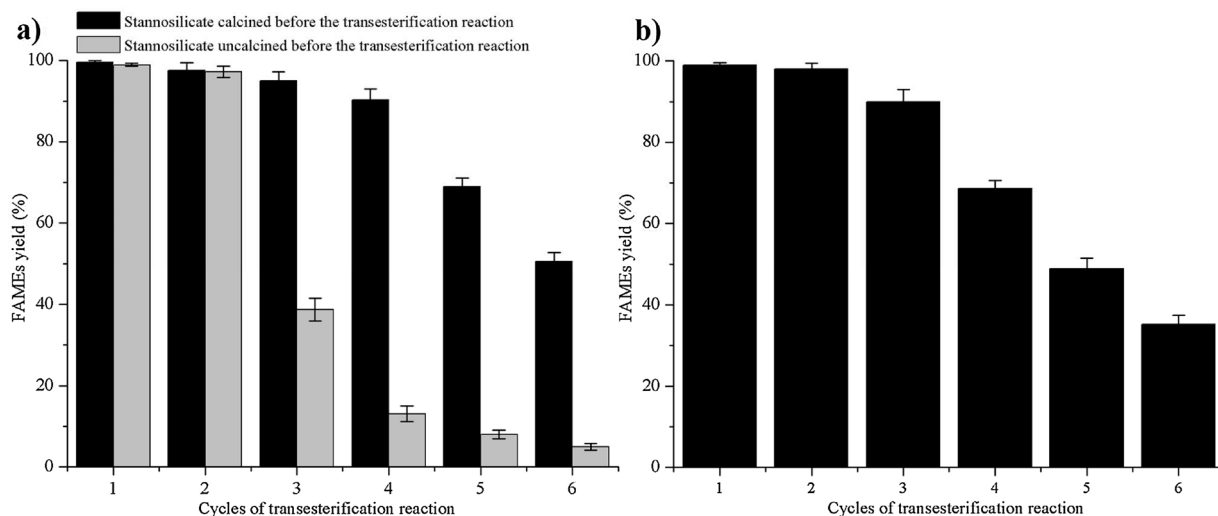 a)
Stannosilicate calcined before the transesterification reaction
Stannosilicate uncalcined before the transesterification reaction
100
80
60
40
20
0
FAMEs yield (%)
1 2 3 4 5 6
Cycles of transesterification reaction
b)
100
80
60
40
20
0
FAMEs yield (%)
1 2 3 4 5 6
Cycles of transesterification reaction